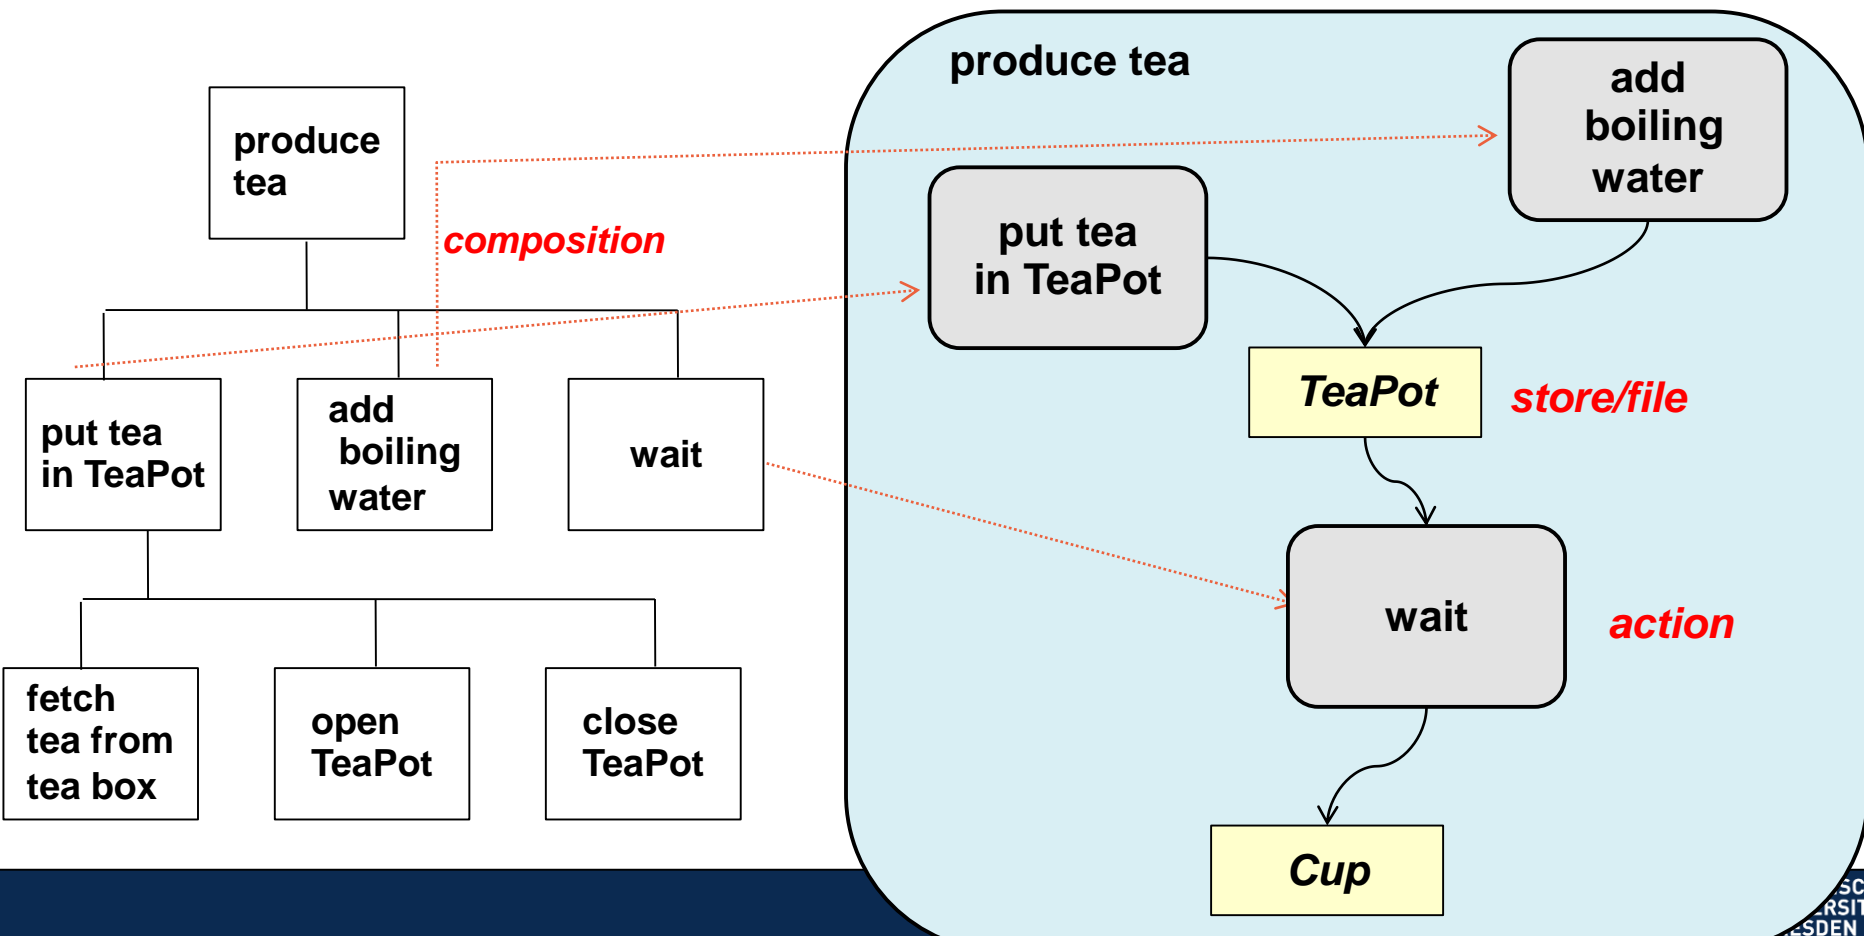 produce
tea
composition
put tea
in TeaPot
add
boiling
water
wait
fetch
tea from
tea box
open
TeaPot
close
TeaPot
produce tea
add
boiling
water
put tea
in TeaPot
TeaPot
store/file
wait
action
Cup